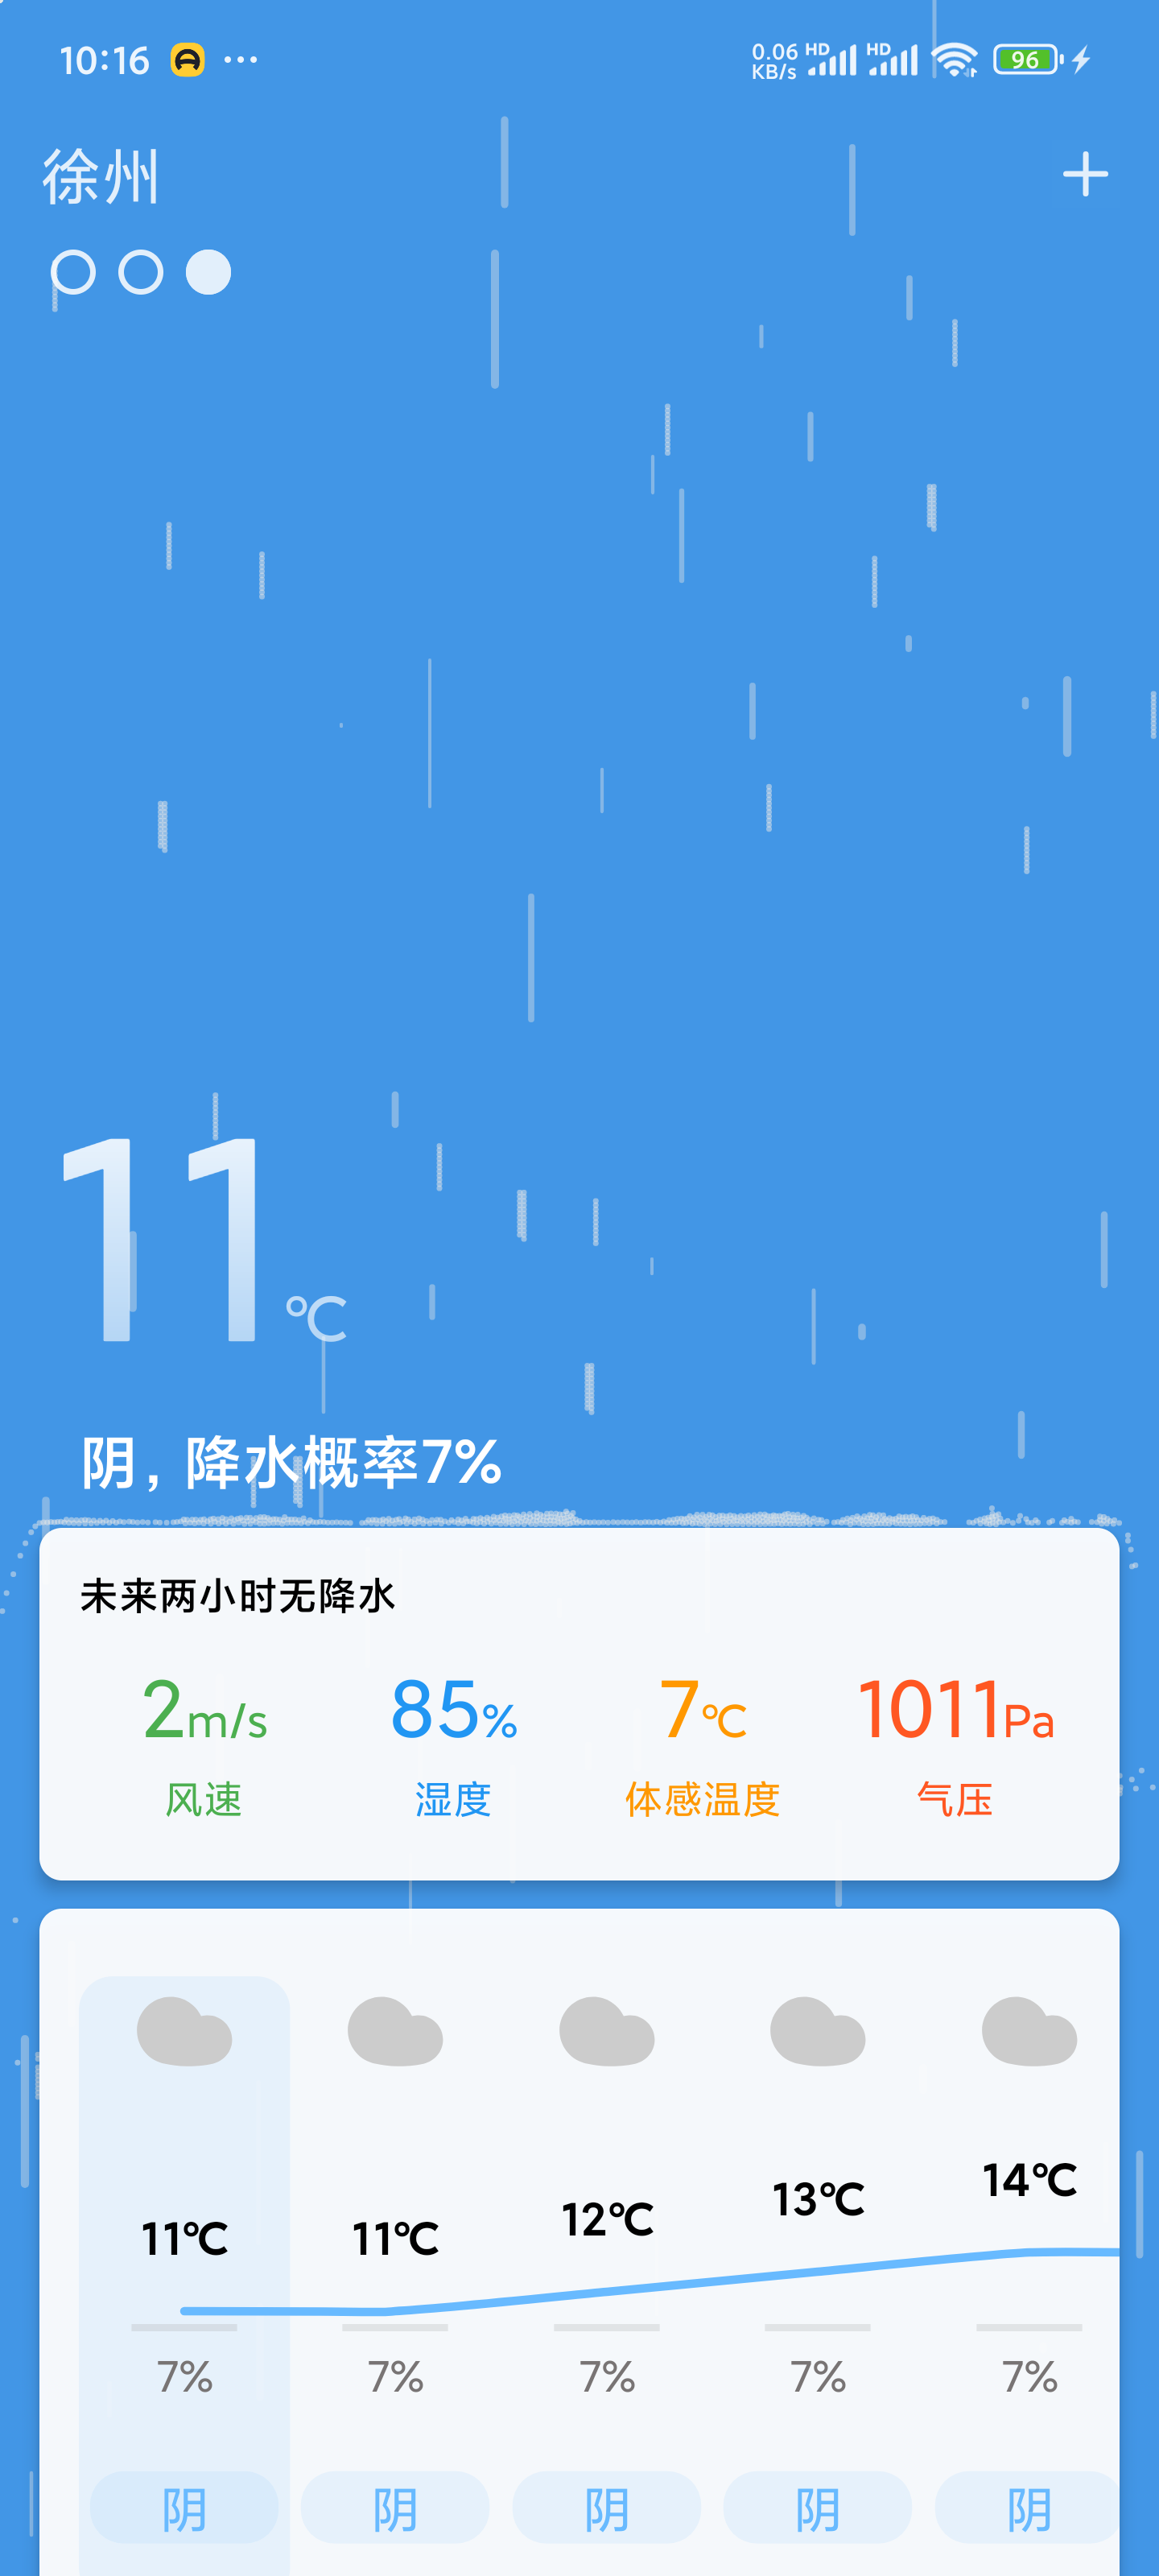 10:16 ... 0.06 KB/s HD HD 96
徐州
11℃
阴，降水概率7%
未来两小时无降水
2m/s 85% 7℃ 1011Pa
风速 湿度 体感温度 气压
11℃ 11℃ 12℃ 13℃ 14℃
7% 7% 7% 7% 7%
阴 阴 阴 阴 阴